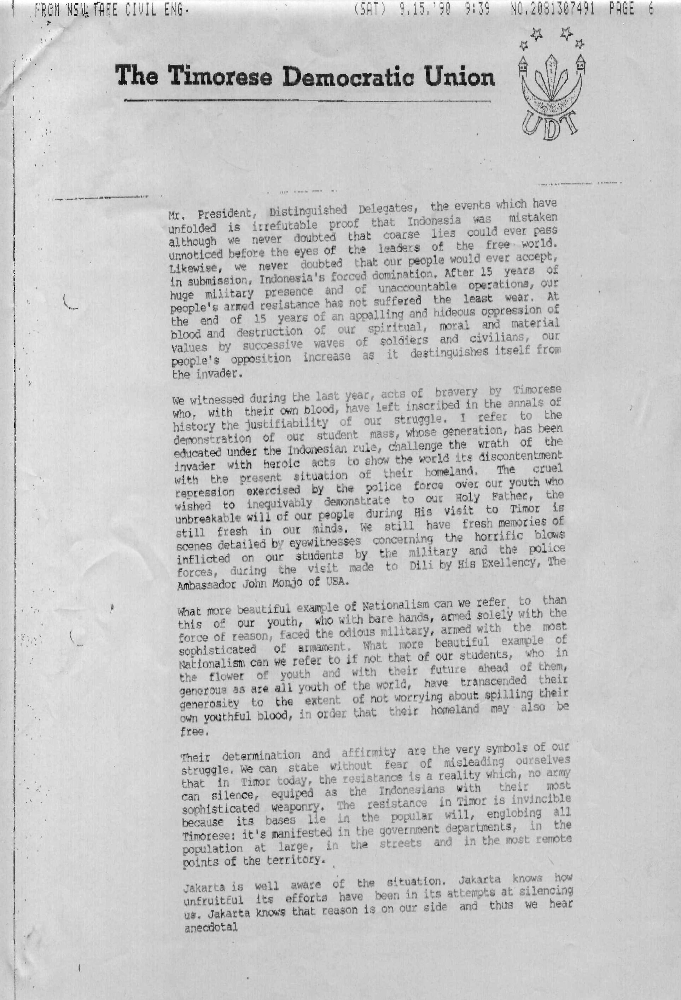 FROM NSW TAFE CIVIL ENG. (SAT) 9.15.'90 9:39 NO.2081307491 PAGE 6
The Timorese Democratic Union
UDT
Mr. President, Distinguished Delegates, the events which have
unfolded is irrefutable proof that Indonesia was mistaken
although we never doubted that coarse lies could ever pass
unnoticed before the eyes of the leaders of the free world.
Likewise, we never doubted that our people would ever accept,
in submission, Indonesia's forced domination. After 15 years of
huge military presence and of unaccountable operations, our
people's armed resistance has not suffered the least wear. At
the end of 15 years of an appalling and hideous oppression of
blood and destruction of our spiritual, moral and material
values by successive waves of soldiers and civilians, our
people's opposition increase as it destinguishes itself from
the invader.
We witnessed during the last year, acts of bravery by Timorese
who, with their own blood, have left inscribed in the annals of
history the justifiability of our struggle. I refer to the
demonstration of our student mass, whose generation, has been
educated under the Indonesian rule, challenge the wrath of the
invader with heroic acts to show the world its discontentment
with the present situation of their homeland. The cruel
repression exercised by the police force over our youth who
wished to inequivably demonstrate to our Holy Father, the
unbreakable will of our people during His visit to Timor is
still fresh in our minds. We still have fresh memories of
scenes detailed by eyewitnesses concerning the horrific blows
inflicted on our students by the military and the police
forces, during the visit made to Dili by His Exellency, The
Ambassador John Monjo of USA.
What more beautiful example of Nationalism can we refer to than
this of our youth, who with bare hands, armed solely with the
force of reason, faced the odious military, armed with the most
sophisticated of armament. What more beautiful example of
Nationalism can we refer to if not that of our students, who in
the flower of youth and with their future ahead of them,
generous as are all youth of the world, have transcended their
generosity to the extent of not worrying about spilling their
own youthful blood, in order that their homeland may also be
free.
Their determination and affirmity are the very symbols of our
struggle. We can state without fear of misleading ourselves
that in Timor today, the resistance is a reality which, no army
can silence, equiped as the Indonesians with their most
sophisticated weaponry. The resistance in Timor is invincible
because its bases lie in the popular will, englobing all
Timorese: it's manifested in the government departments, in the
population at large, in the streets and in the most remote
points of the territory.
Jakarta is well aware of the situation. Jakarta knows how
unfruitful its efforts have been in its attempts at silencing
us. Jakarta knows that reason is on our side and thus we hear
anecdotal